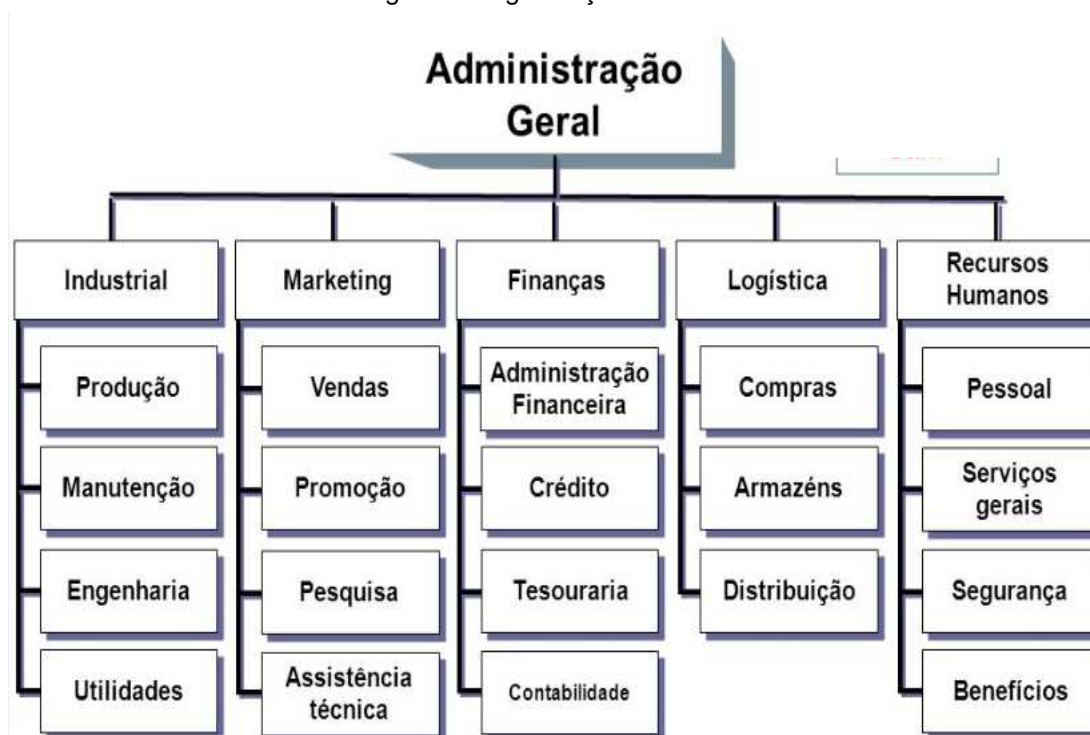 Administração
Geral
Industrial
Marketing
Finanças
Logística
Recursos
Humanos
Produção
Vendas
Administração
Financeira
Compras
Pessoal
Manutenção
Promoção
Crédito
Armazéns
Serviços
gerais
Engenharia
Pesquisa
Tesouraria
Distribuição
Segurança
Utilidades
Assistência
técnica
Contabilidade
Benefícios